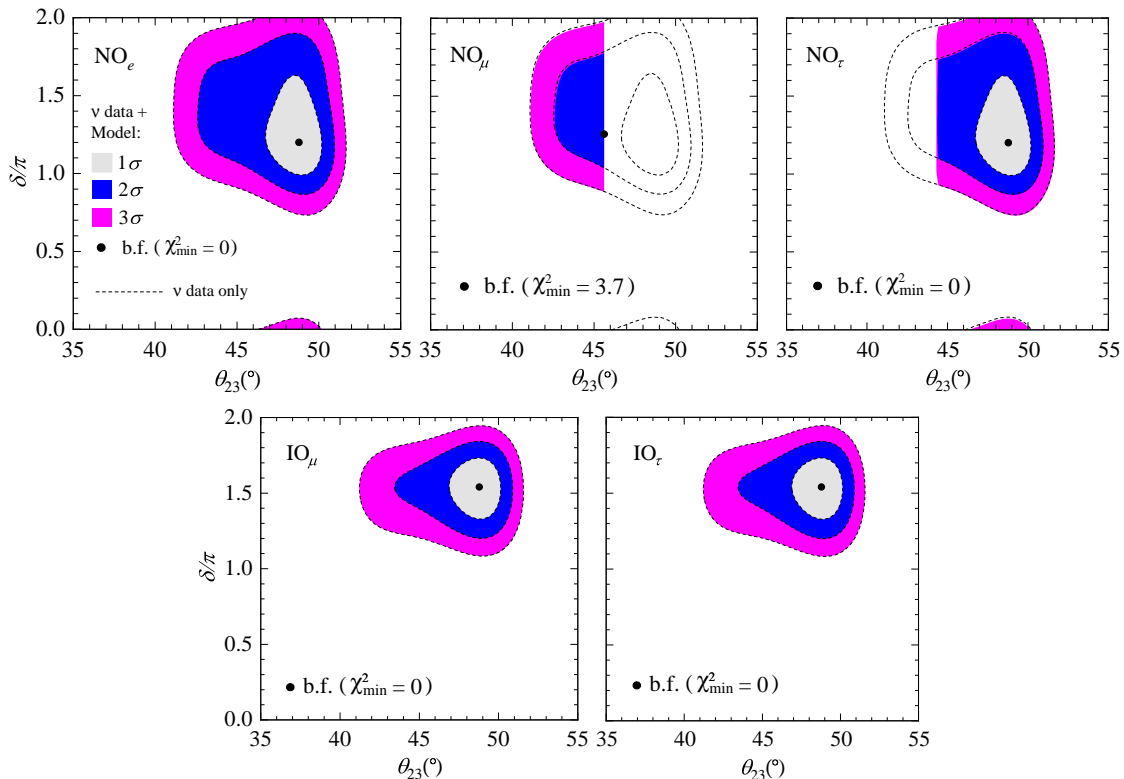 NOₑ
ν data +
Model:
1σ
2σ
3σ
b.f. ( χ²min = 0)
ν data only
δ/π
2.0
1.5
1.0
0.5
0.0
35 40 45 50 55
θ₂₃(°)
NOμ
b.f. ( χ²min = 3.7)
35 40 45 50 55
θ₂₃(°)
NOτ
b.f. ( χ²min = 0)
35 40 45 50 55
θ₂₃(°)
IOμ
b.f. ( χ²min = 0)
δ/π
2.0
1.5
1.0
0.5
0.0
35 40 45 50 55
θ₂₃(°)
IOτ
b.f. ( χ²min = 0)
35 40 45 50 55
θ₂₃(°)